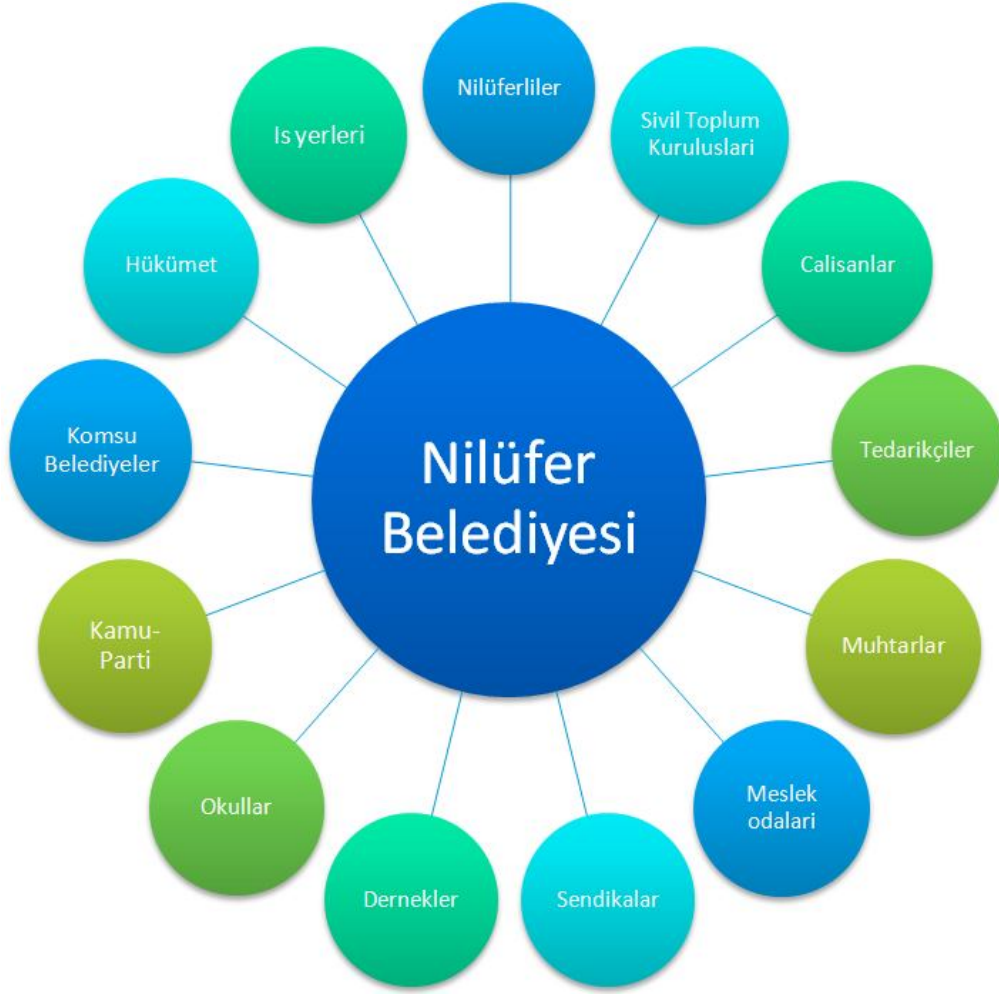 Nilüfer
Belediyesi
Nilüferliler
Sivil Toplum
Kuruluslari
Calisanlar
Tedarikçiler
Muhtarlar
Meslek
odalari
Sendikalar
Dernekler
Okullar
Kamu-
Parti
Komsu
Belediyeler
Hükümet
Is yerleri